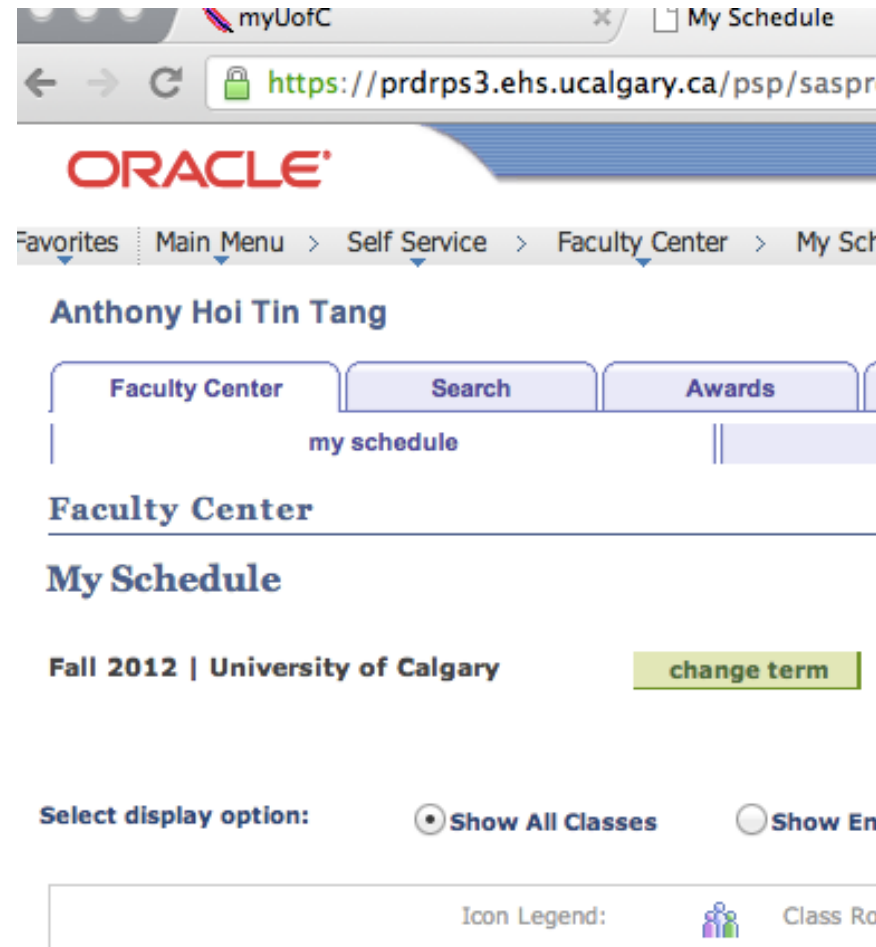 myUofC My Schedule
https://prdrps3.ehs.ucalgary.ca/psp/saspr
ORACLE
Favorites Main Menu > Self Service > Faculty Center > My Sch
Anthony Hoi Tin Tang
Faculty Center Search Awards
my schedule
Faculty Center
My Schedule
Fall 2012 | University of Calgary change term
Select display option: Show All Classes Show En
Icon Legend: Class Ro